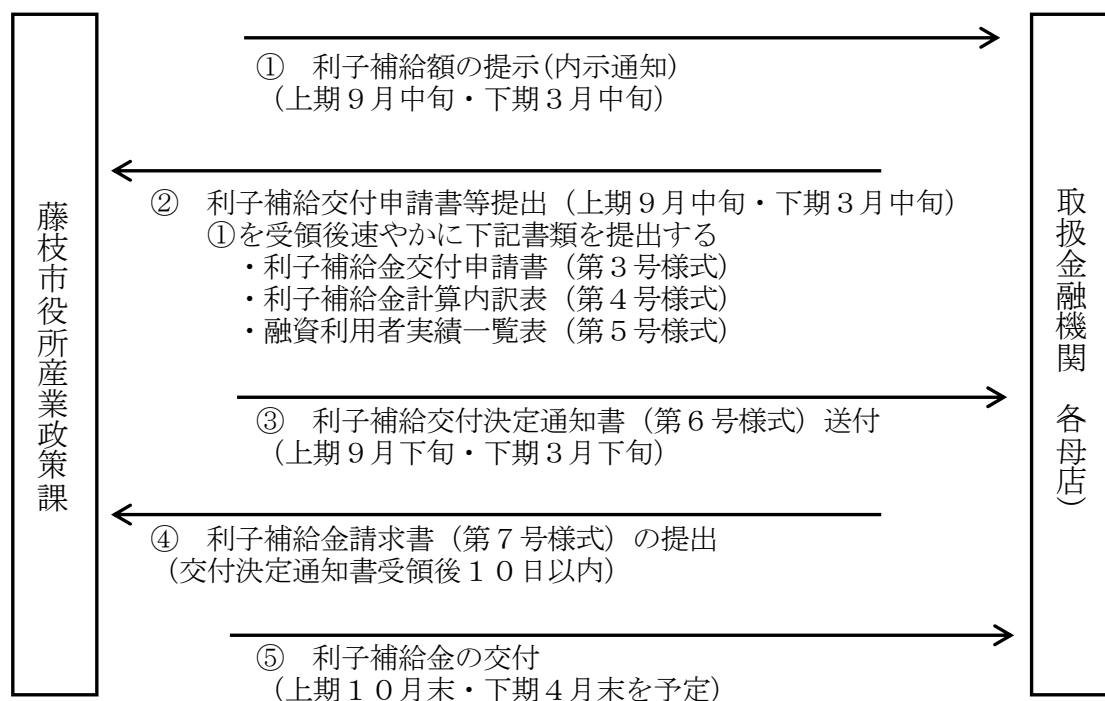 藤枝市役所産業政策課
①　利子補給額の提示(内示通知)
（上期９月中旬・下期３月中旬）
②　利子補給交付申請書等提出（上期９月中旬・下期３月中旬）
①を受領後速やかに下記書類を提出する
・利子補給金交付申請書（第３号様式）
・利子補給金計算内訳表（第４号様式）
・融資利用者実績一覧表（第５号様式）
③　利子補給交付決定通知書（第６号様式）送付
（上期９月下旬・下期３月下旬）
④　利子補給金請求書（第７号様式）の提出
（交付決定通知書受領後１０日以内）
⑤　利子補給金の交付
（上期１０月末・下期４月末を予定）
取扱金融機関　各母店）